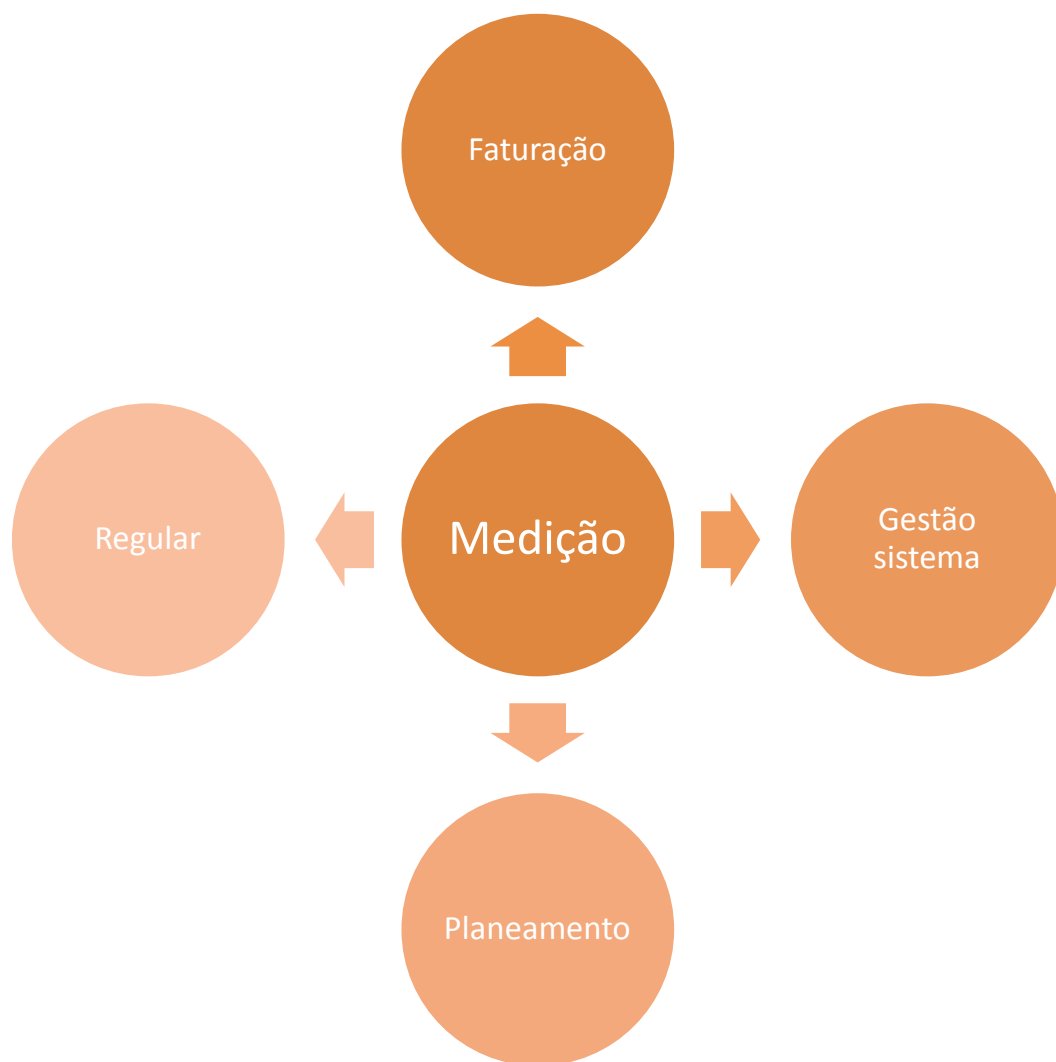 Faturação
Regular
Medição
Gestão
sistema
Planeamento